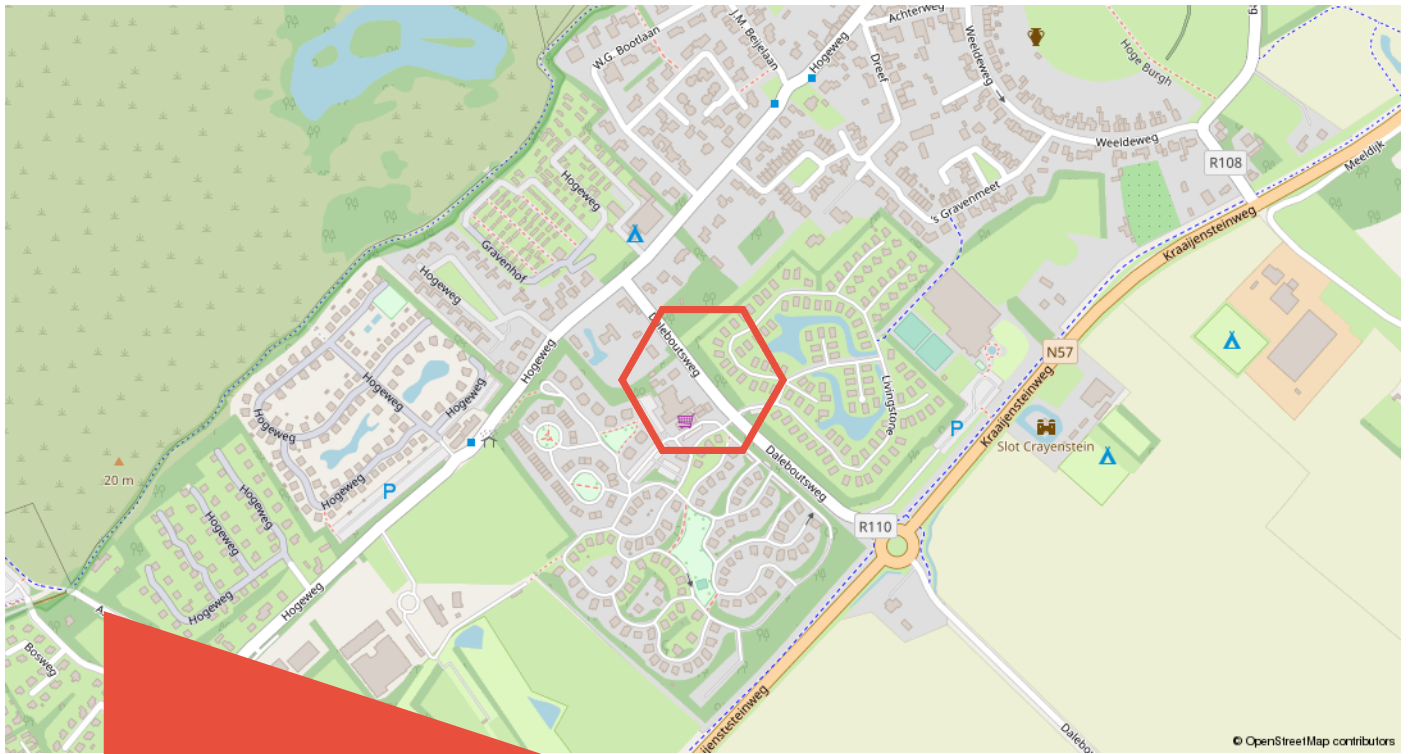 Achterweg
J.M. Beijelaan
Hogeweg
W.G. Bootlaan
Dreef
Weeldeweg
Hoge Burgh
Weeldeweg
R108
Meeldijk
Hogeweg
's Gravenmeet
Kraaijensteinweg
Gravenhof
Hogeweg
Daleboutsweg
N57
Hogeweg
Hogeweg
Hogeweg
Livingstone
Kraaijensteinweg
Hogeweg
P
Slot Crayenstein
20 m
Hogeweg
P
Daleboutsweg
Hogeweg
Hogeweg
R110
Hogeweg
Hogeweg
Bosweg
© OpenStreetMap contributors